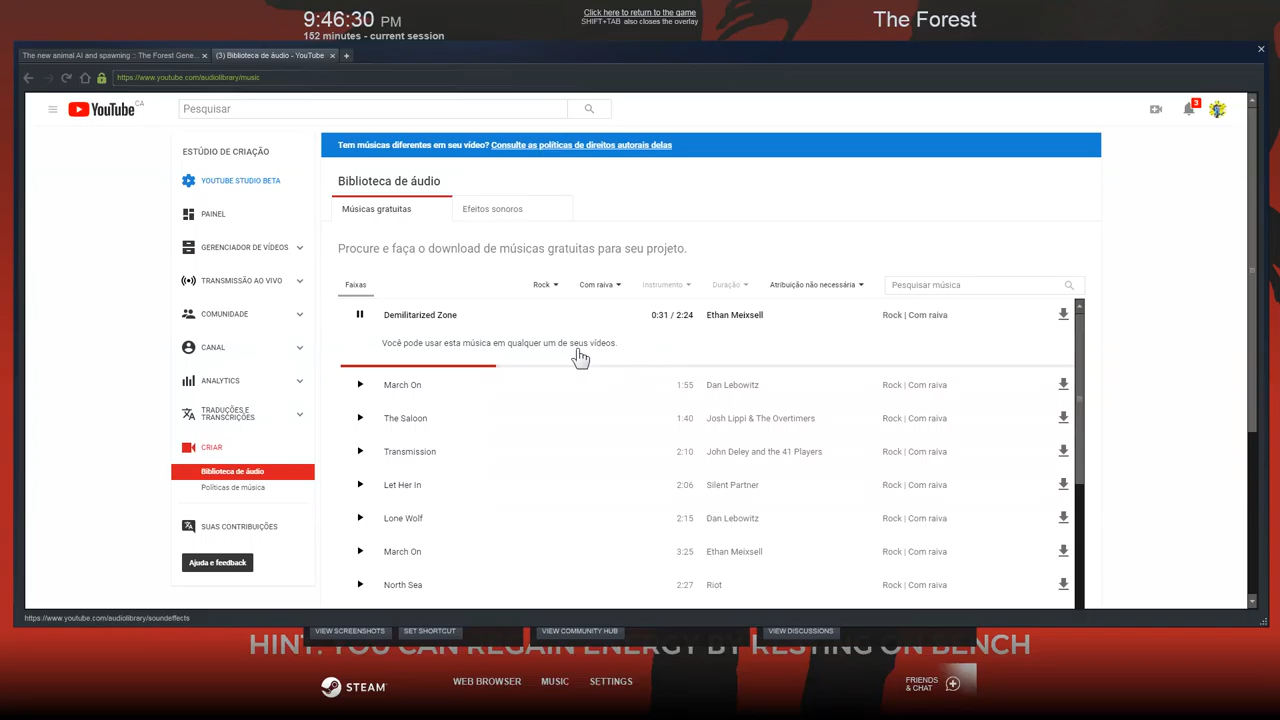 9:46:30 PM
152 minutes - current session
Click here to return to the game
SHIFT+TAB also closes the overlay
The Forest
The new animal AI and spawning :: The Forest Gene... x
(3) Biblioteca de áudio - YouTube x +
https://www.youtube.com/audiolibrary/music
YouTube CA
Pesquisar
3
ESTÚDIO DE CRIAÇÃO
YOUTUBE STUDIO BETA
PAINEL
GERENCIADOR DE VÍDEOS
TRANSMISSÃO AO VIVO
COMUNIDADE
CANAL
ANALYTICS
TRADUÇÕES E
TRANSCRIÇÕES
CRIAR
Biblioteca de áudio
Políticas de música
SUAS CONTRIBUIÇÕES
Ajuda e feedback
Tem músicas diferentes em seu vídeo? Consulte as políticas de direitos autorais delas
Biblioteca de áudio
Músicas gratuitas Efeitos sonoros
Procure e faça o download de músicas gratuitas para seu projeto.
Faixas Rock Com raiva Instrumento Duração Atribuição não necessária Pesquisar música
Demilitarized Zone 0:31 / 2:24 Ethan Meixsell Rock | Com raiva
Você pode usar esta música em qualquer um de seus vídeos.
March On 1:55 Dan Lebowitz Rock | Com raiva
The Saloon 1:40 Josh Lippi & The Overtimers Rock | Com raiva
Transmission 2:10 John Deley and the 41 Players Rock | Com raiva
Let Her In 2:06 Silent Partner Rock | Com raiva
Lone Wolf 2:15 Dan Lebowitz Rock | Com raiva
March On 3:25 Ethan Meixsell Rock | Com raiva
North Sea 2:27 Riot Rock | Com raiva
https://www.youtube.com/audiolibrary/soundeffects
VIEW SCREENSHOTS SET SHORTCUT VIEW COMMUNITY HUB VIEW DISCUSSIONS
HINT: YOU CAN REGAIN ENERGY BY RESTING ON BENCH
STEAM WEB BROWSER MUSIC SETTINGS
FRIENDS
& CHAT